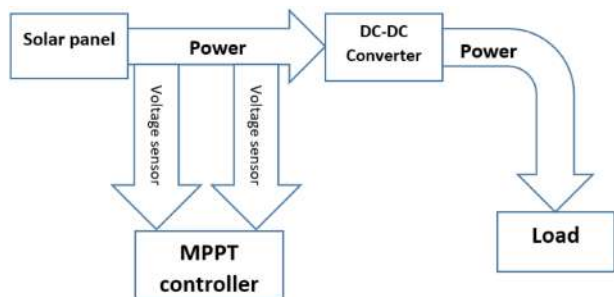 Solar panel
Power
DC-DC
Converter
Power
Voltage sensor
Voltage sensor
MPPT
controller
Load